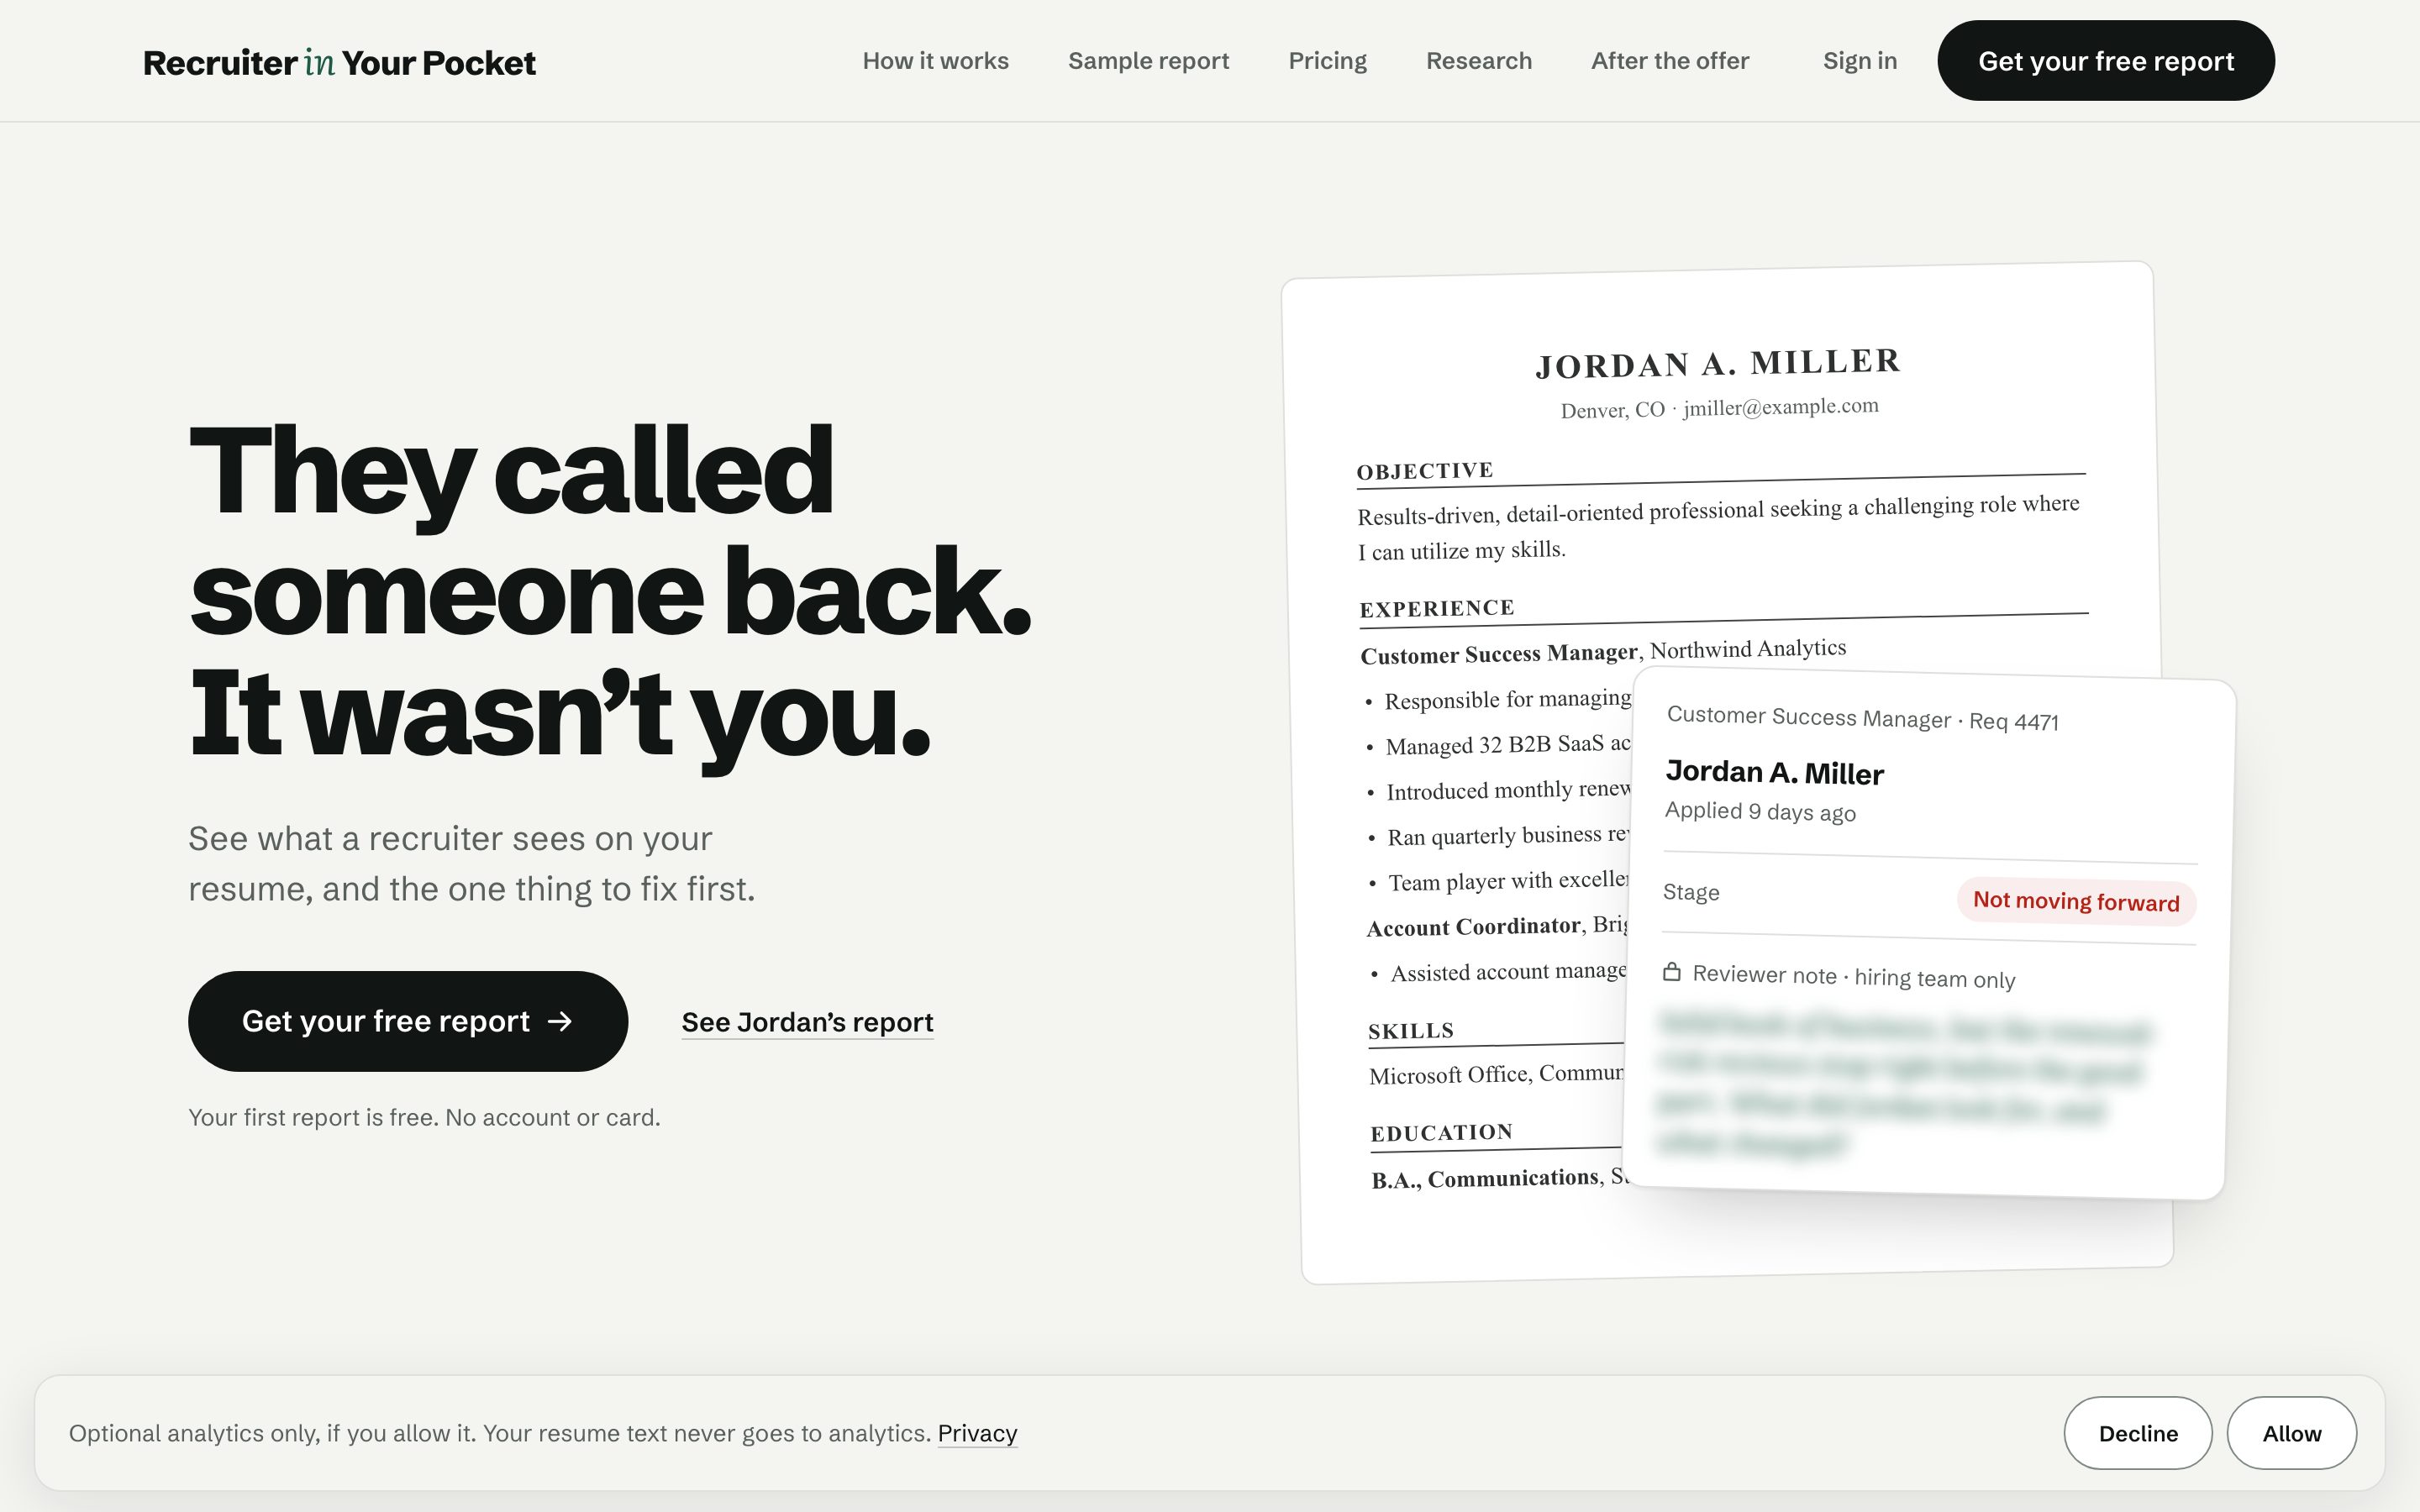 Recruiter in Your Pocket
How it works
Sample report
Pricing
Research
After the offer
Sign in
Get your free report
They called
someone back.
It wasn’t you.
See what a recruiter sees on your
resume, and the one thing to fix first.
Get your free report →
See Jordan’s report
Your first report is free. No account or card.
JORDAN A. MILLER
Denver, CO · jmiller@example.com
OBJECTIVE
Results-driven, detail-oriented professional seeking a challenging role where
I can utilize my skills.
EXPERIENCE
Customer Success Manager, Northwind Analytics
• Responsible for managing
• Managed 32 B2B SaaS
• Introduced monthly
• Ran quarterly business
• Team player with
Account Coordinator,
• Assisted account
SKILLS
Microsoft Office,
EDUCATION
B.A., Communications,
Customer Success Manager · Req 4471
Jordan A. Miller
Applied 9 days ago
Stage
Not moving forward
Reviewer note · hiring team only
Optional analytics only, if you allow it. Your resume text never goes to analytics. Privacy
Decline
Allow